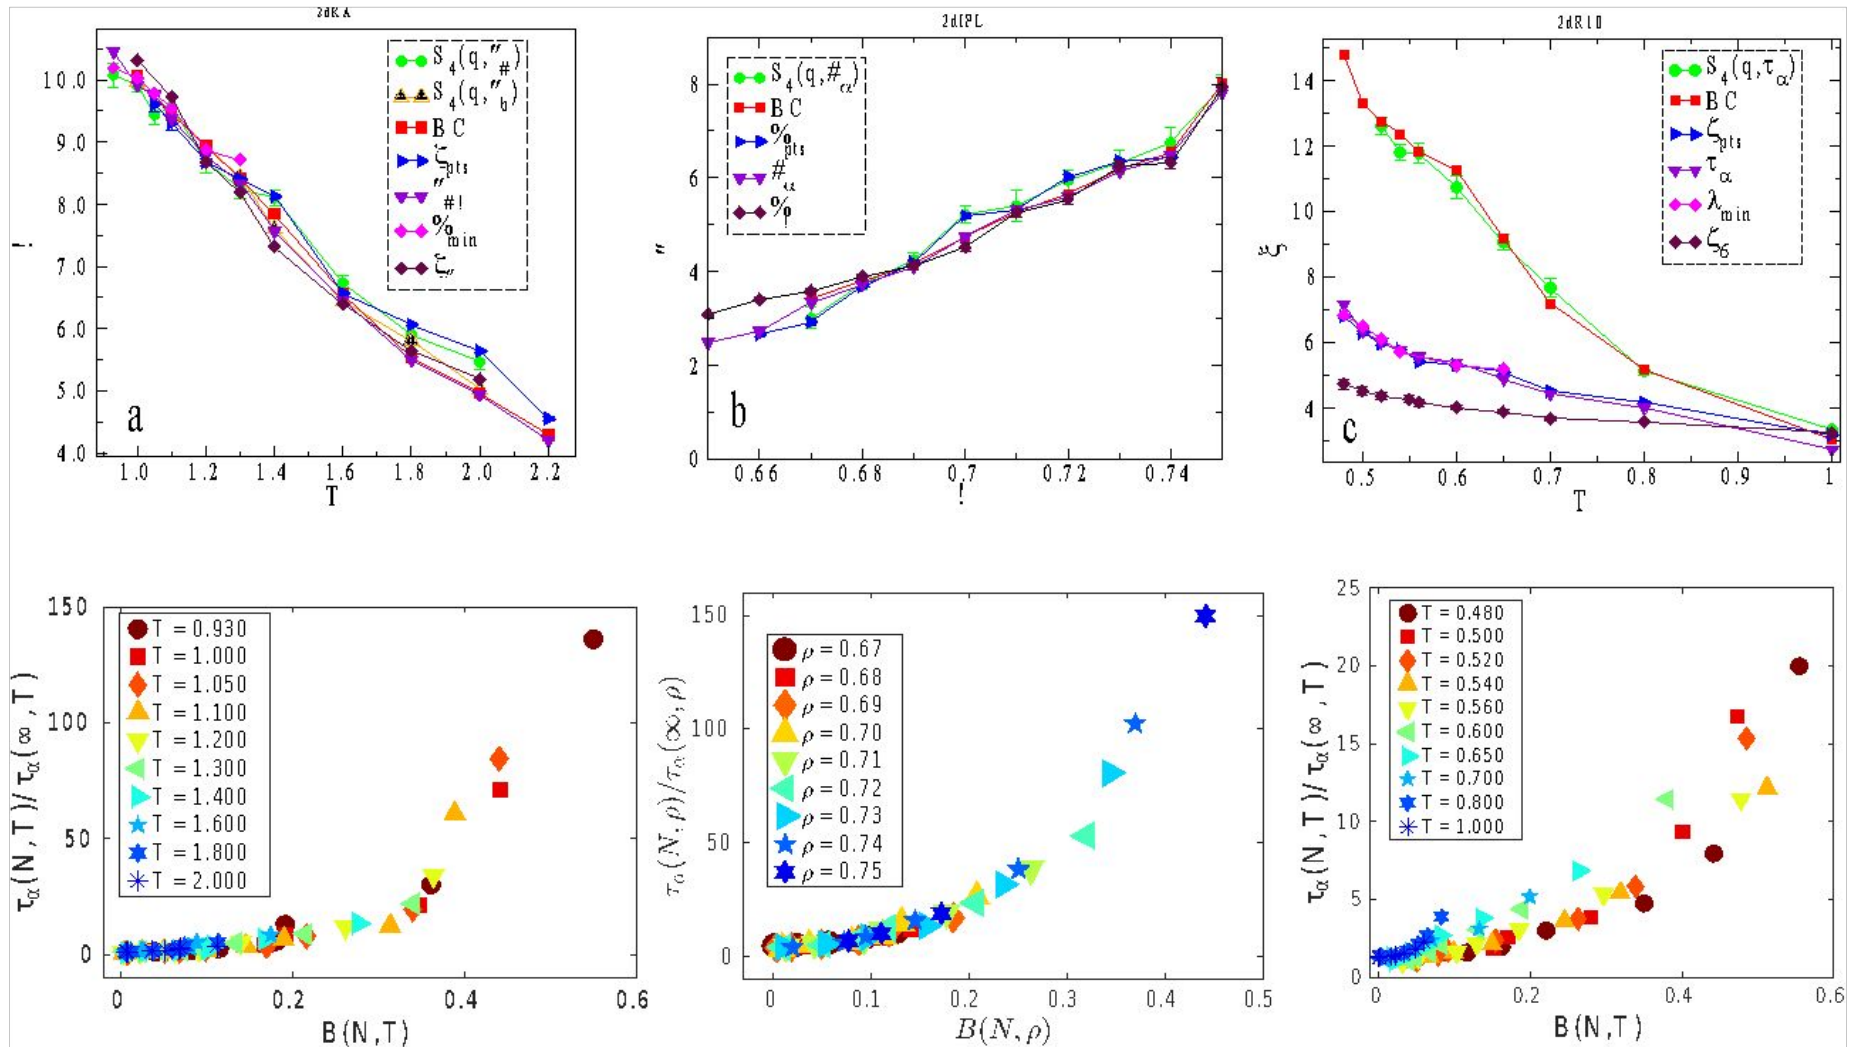 2dKA
10.0
9.0
8.0
7.0
6.0
5.0
4.0
!
S4(q,″#)
S4(q,″b)
BC
ζpts
″#!
%min
ζ″
a
1.0 1.2 1.4 1.6 1.8 2.0 2.2
T
2dIPL
8
6
4
2
0
″
S4(q,#α)
BC
%pts
#α
%!
b
0.66 0.68 0.7 0.72 0.74
!
2dR10
14
12
10
8
6
4
ξ
S4(q,τα)
BC
ζpts
τα
λmin
ζ6
c
0.5 0.6 0.7 0.8 0.9 1
T
150
100
50
0
τα(N,T)/τα(∞,T)
T = 0.930
T = 1.000
T = 1.050
T = 1.100
T = 1.200
T = 1.300
T = 1.400
T = 1.600
T = 1.800
T = 2.000
0 0.2 0.4 0.6
B(N,T)
150
100
50
0
τα(N,ρ)/τα(∞,ρ)
ρ = 0.67
ρ = 0.68
ρ = 0.69
ρ = 0.70
ρ = 0.71
ρ = 0.72
ρ = 0.73
ρ = 0.74
ρ = 0.75
0 0.1 0.2 0.3 0.4 0.5
B(N,ρ)
25
20
15
10
5
0
τα(N,T)/τα(∞,T)
T = 0.480
T = 0.500
T = 0.520
T = 0.540
T = 0.560
T = 0.600
T = 0.650
T = 0.700
T = 0.800
T = 1.000
0 0.2 0.4 0.6
B(N,T)